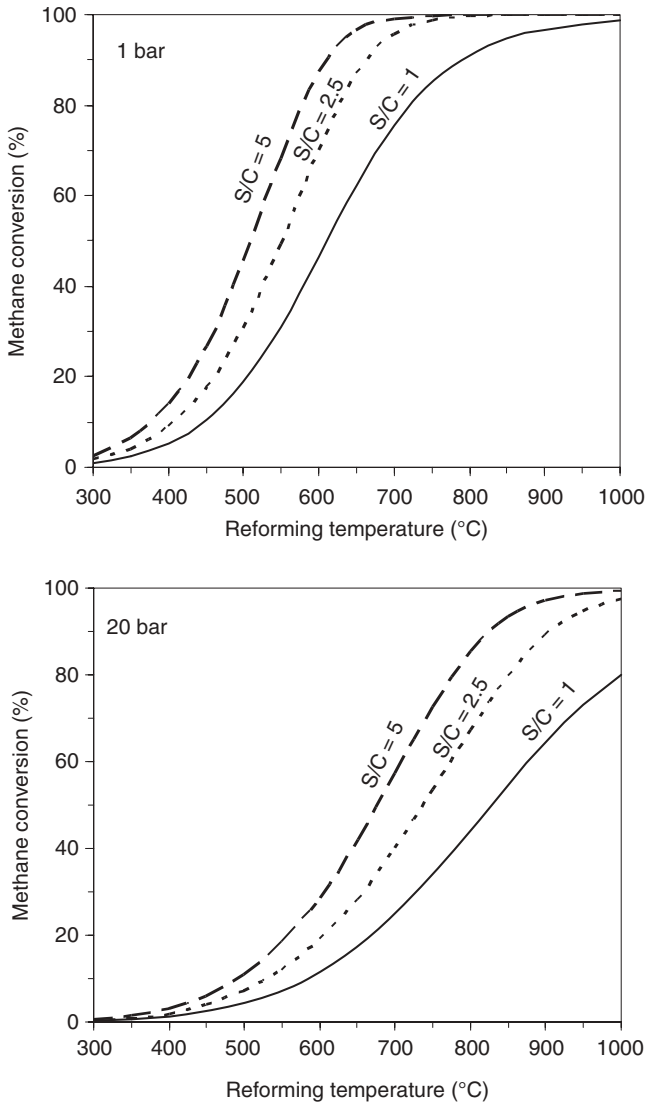 100
80
60
40
20
0
Methane conversion (%)
1 bar
S/C = 5
S/C = 2.5
S/C = 1
300 400 500 600 700 800 900 1000
Reforming temperature (°C)
100
80
60
40
20
0
Methane conversion (%)
20 bar
S/C = 5
S/C = 2.5
S/C = 1
300 400 500 600 700 800 900 1000
Reforming temperature (°C)